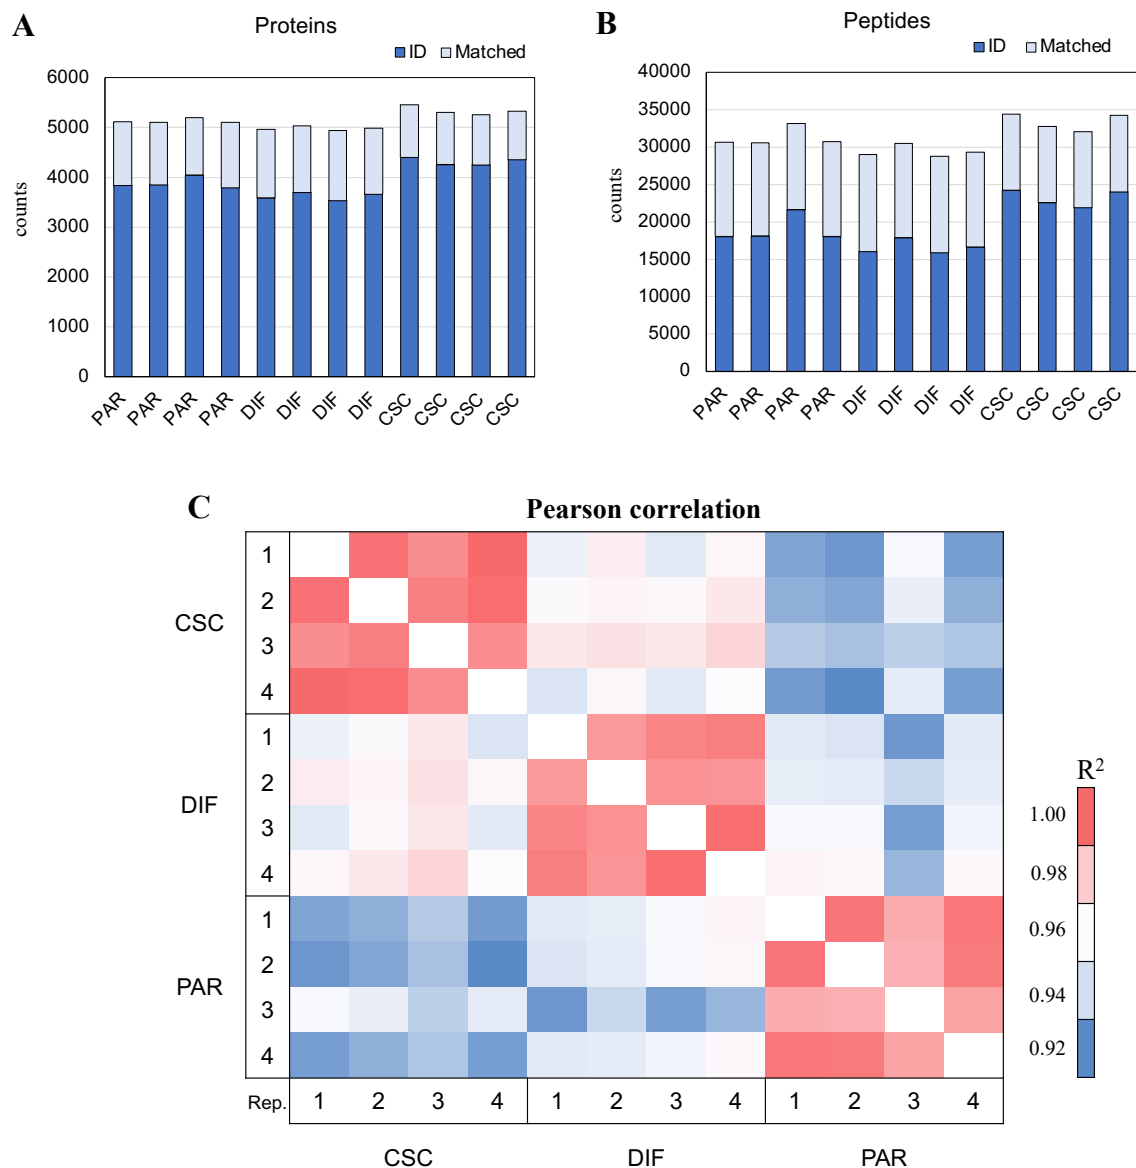 A
Proteins
ID Matched
counts
6000
5000
4000
3000
2000
1000
0
PAR PAR PAR PAR DIF DIF DIF DIF CSC CSC CSC CSC
B
Peptides
ID Matched
counts
40000
35000
30000
25000
20000
15000
10000
5000
0
PAR PAR PAR PAR DIF DIF DIF DIF CSC CSC CSC CSC
C
Pearson correlation
CSC
1
2
3
4
DIF
1
2
3
4
PAR
1
2
3
4
Rep. 1 2 3 4 1 2 3 4 1 2 3 4
CSC DIF PAR
R²
1.00
0.98
0.96
0.94
0.92